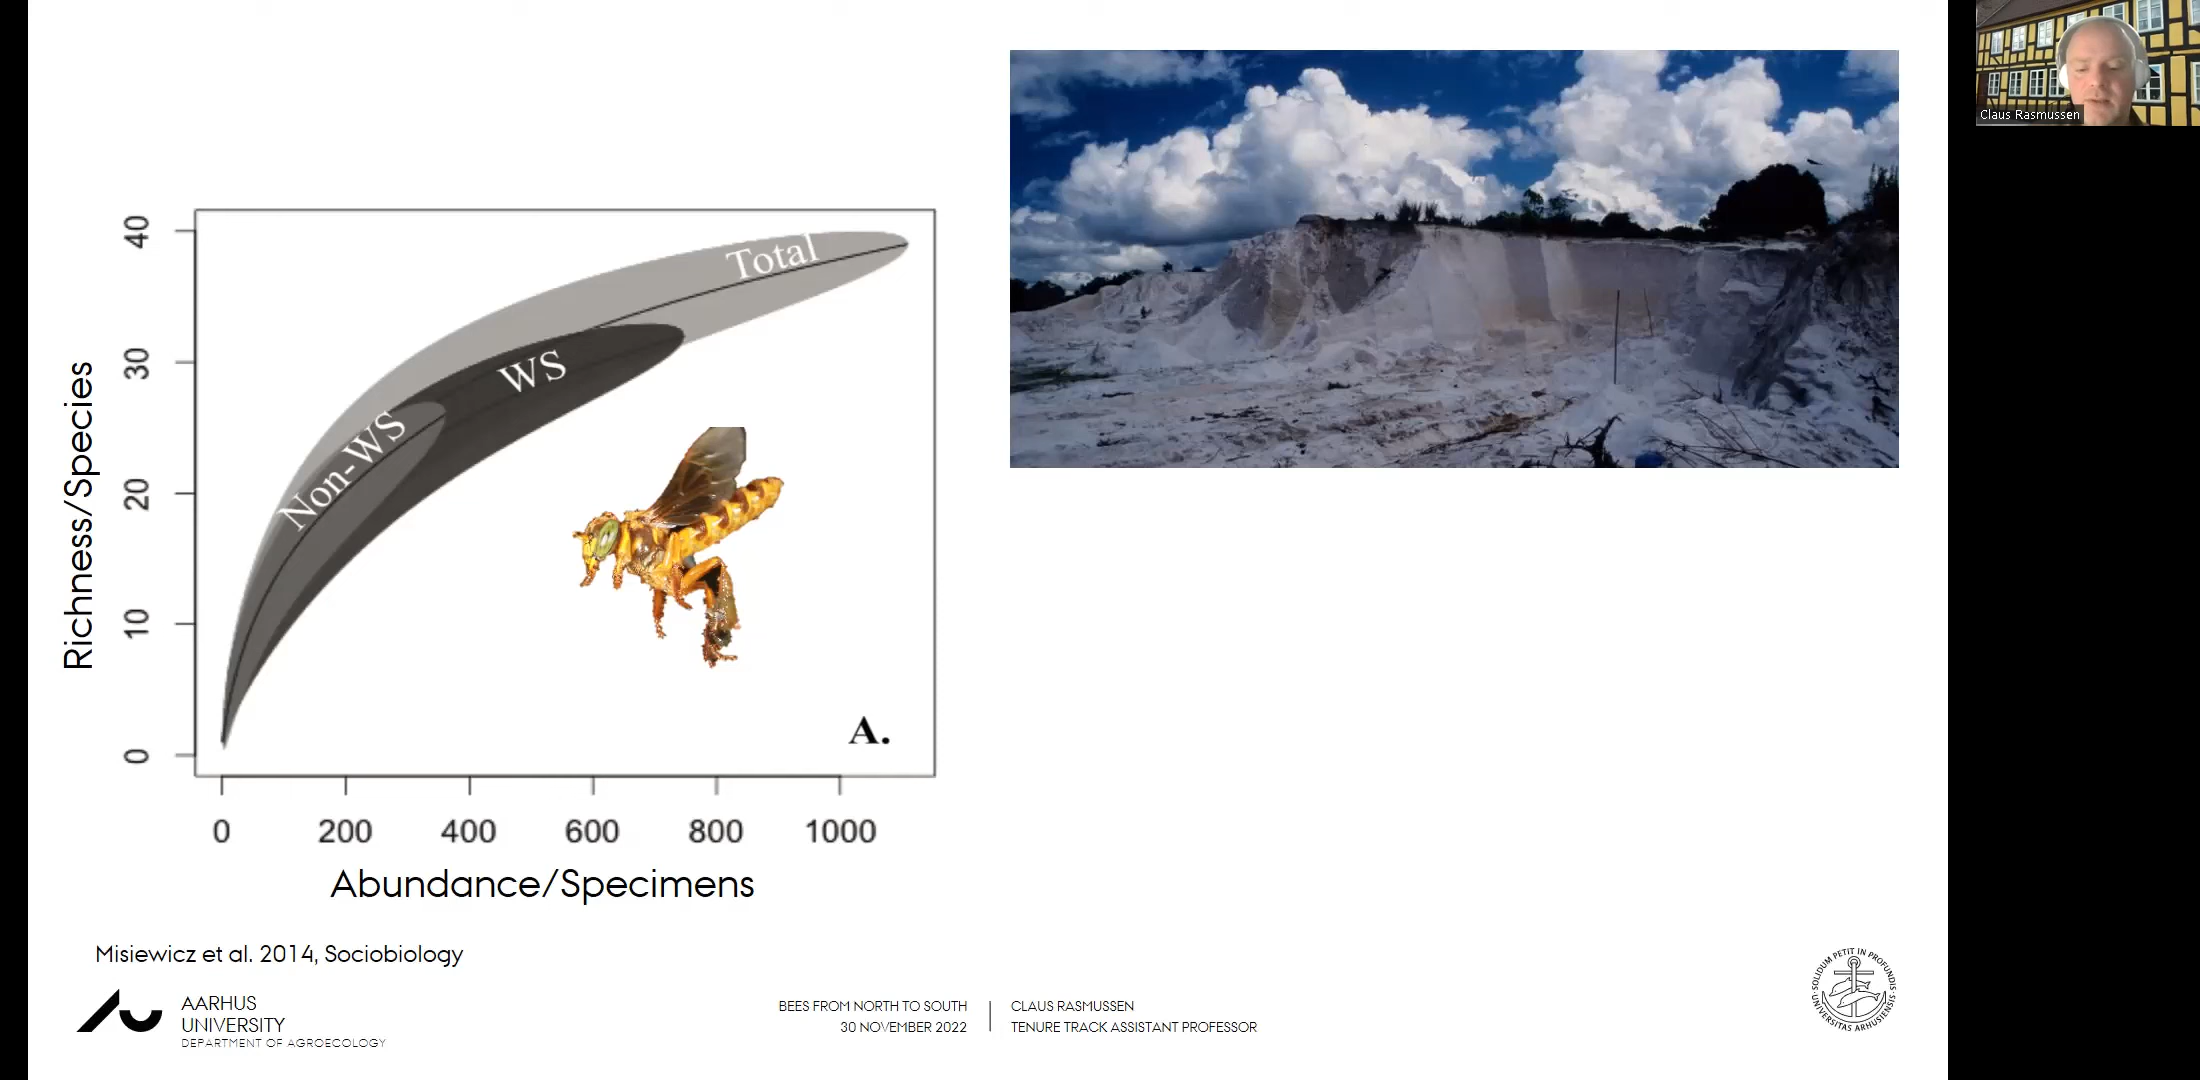 Claus Rasmussen
40
30
20
10
0
Richness/Species
Total
WS
Non-WS
A.
0 200 400 600 800 1000
Abundance/Specimens
Misiewicz et al. 2014, Sociobiology
AARHUS
UNIVERSITY
DEPARTMENT OF AGROECOLOGY
BEES FROM NORTH TO SOUTH
30 NOVEMBER 2022
CLAUS RASMUSSEN
TENURE TRACK ASSISTANT PROFESSOR
SOLIDUM PETIT IN PROFUNDIS
UNIVERSITAS ARHUSIENSIS